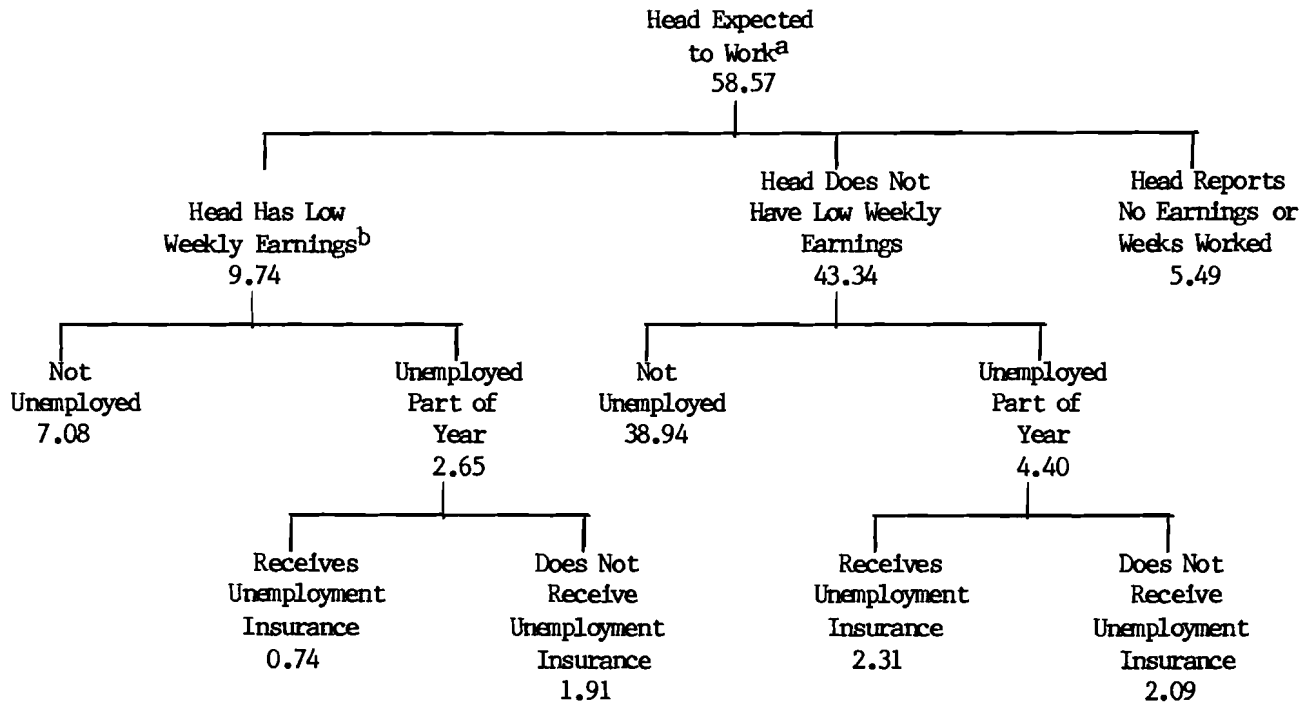 Head Expected
to Work^a
58.57
Head Has Low
Weekly Earnings^b
9.74
Head Does Not
Have Low Weekly
Earnings
43.34
Head Reports
No Earnings or
Weeks Worked
5.49
Not
Unemployed
7.08
Unemployed
Part of
Year
2.65
Not
Unemployed
38.94
Unemployed
Part of
Year
4.40
Receives
Unemployment
Insurance
0.74
Does Not
Receive
Unemployment
Insurance
1.91
Receives
Unemployment
Insurance
2.31
Does Not
Receive
Unemployment
Insurance
2.09